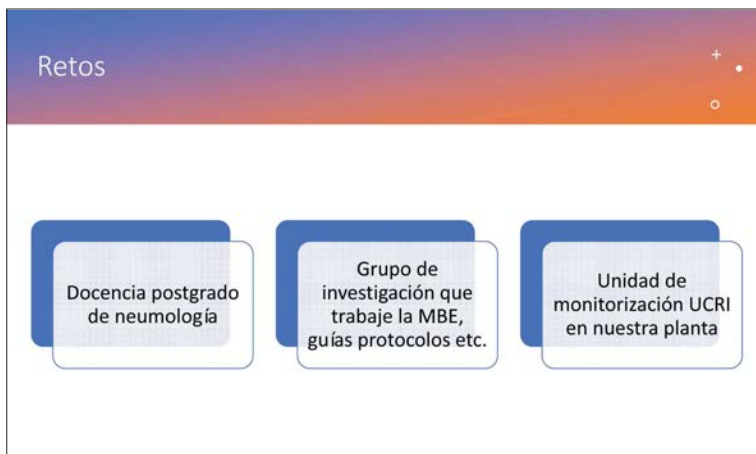 Retos
Docencia postgrado
de neumología
Grupo de
investigación que
trabaje la MBE,
guías protocolos etc.
Unidad de
monitorización UCRI
en nuestra planta